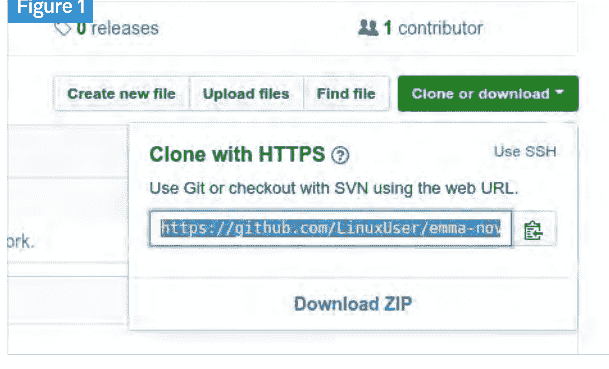 Figure 1
0 releases
1 contributor
Create new file
Upload files
Find file
Clone or download
Clone with HTTPS ?
Use SSH
Use Git or checkout with SVN using the web URL.
https://github.com/LinuxUser/emma-nov
ork.
Download ZIP